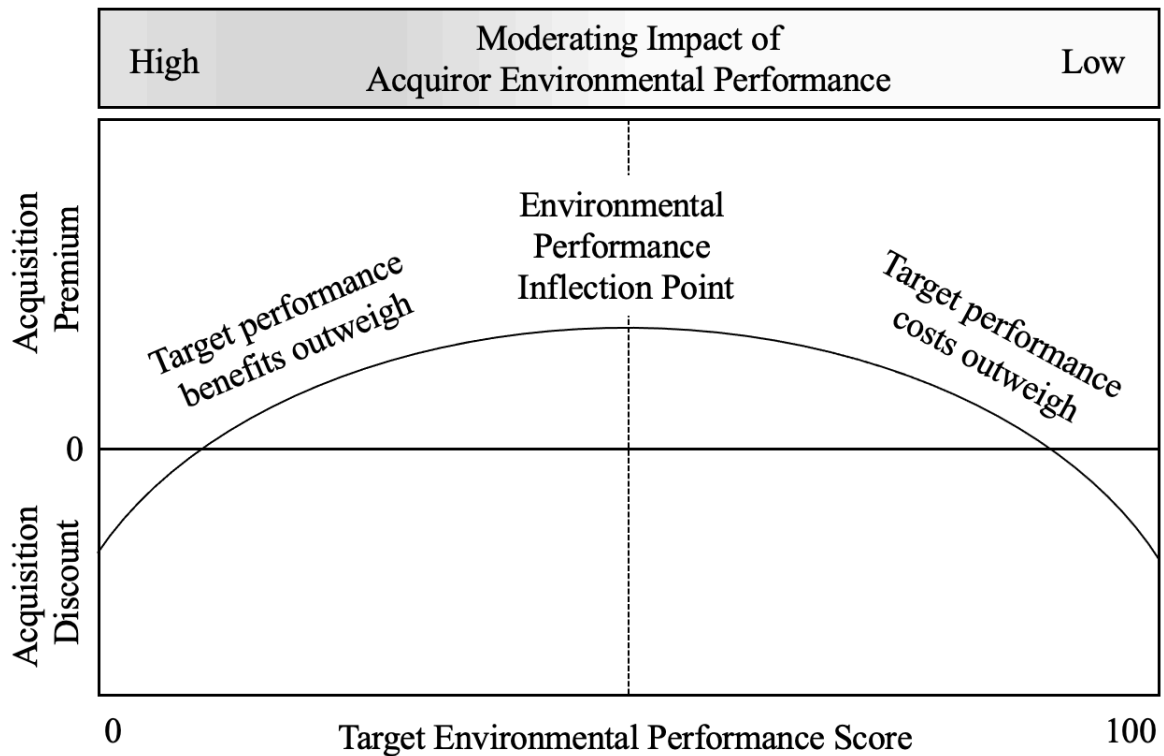 Moderating Impact of
Acquiror Environmental Performance
High
Low
Acquisition
Premium
0
Acquisition
Discount
Target performance
benefits outweigh
Environmental
Performance
Inflection Point
Target performance
costs outweigh
0
Target Environmental Performance Score
100